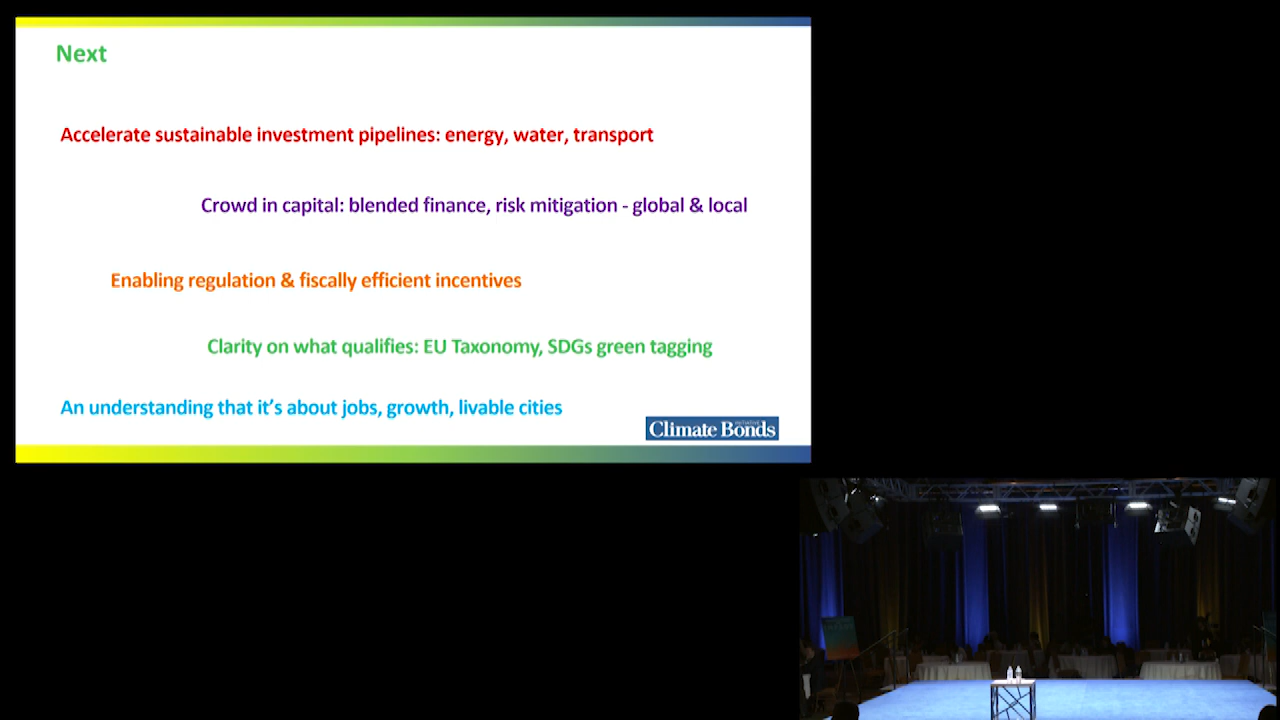 Next
Accelerate sustainable investment pipelines: energy, water, transport
Crowd in capital: blended finance, risk mitigation - global & local
Enabling regulation & fiscally efficient incentives
Clarity on what qualifies: EU Taxonomy, SDGs green tagging
An understanding that it's about jobs, growth, livable cities
Climate Bonds